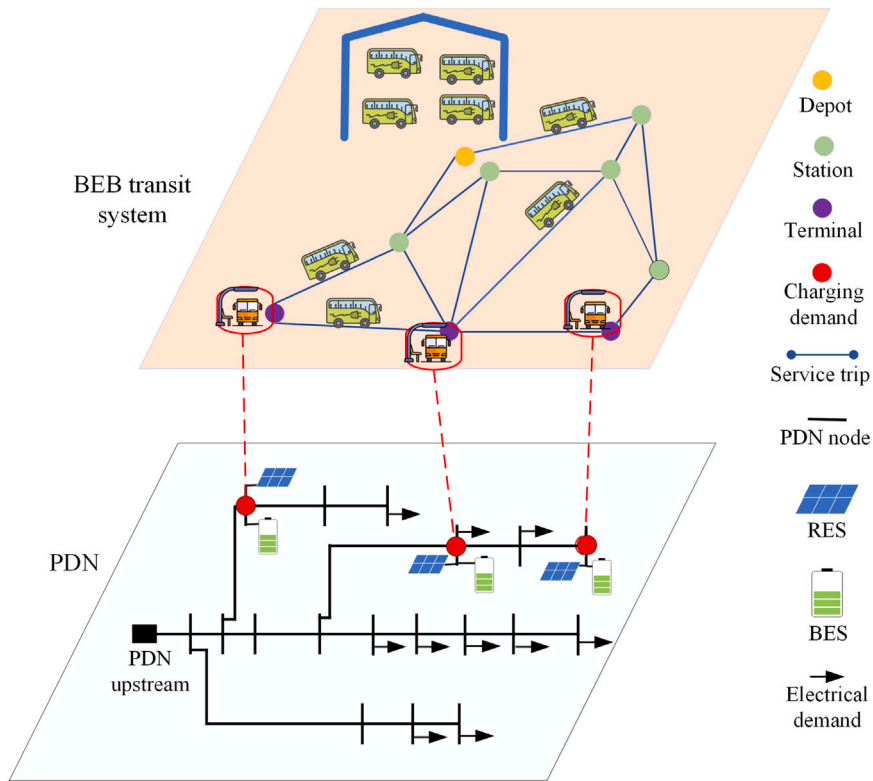 BEB transit
system
Depot
Station
Terminal
Charging
demand
Service trip
PDN node
RES
BES
Electrical
demand
PDN
PDN
upstream